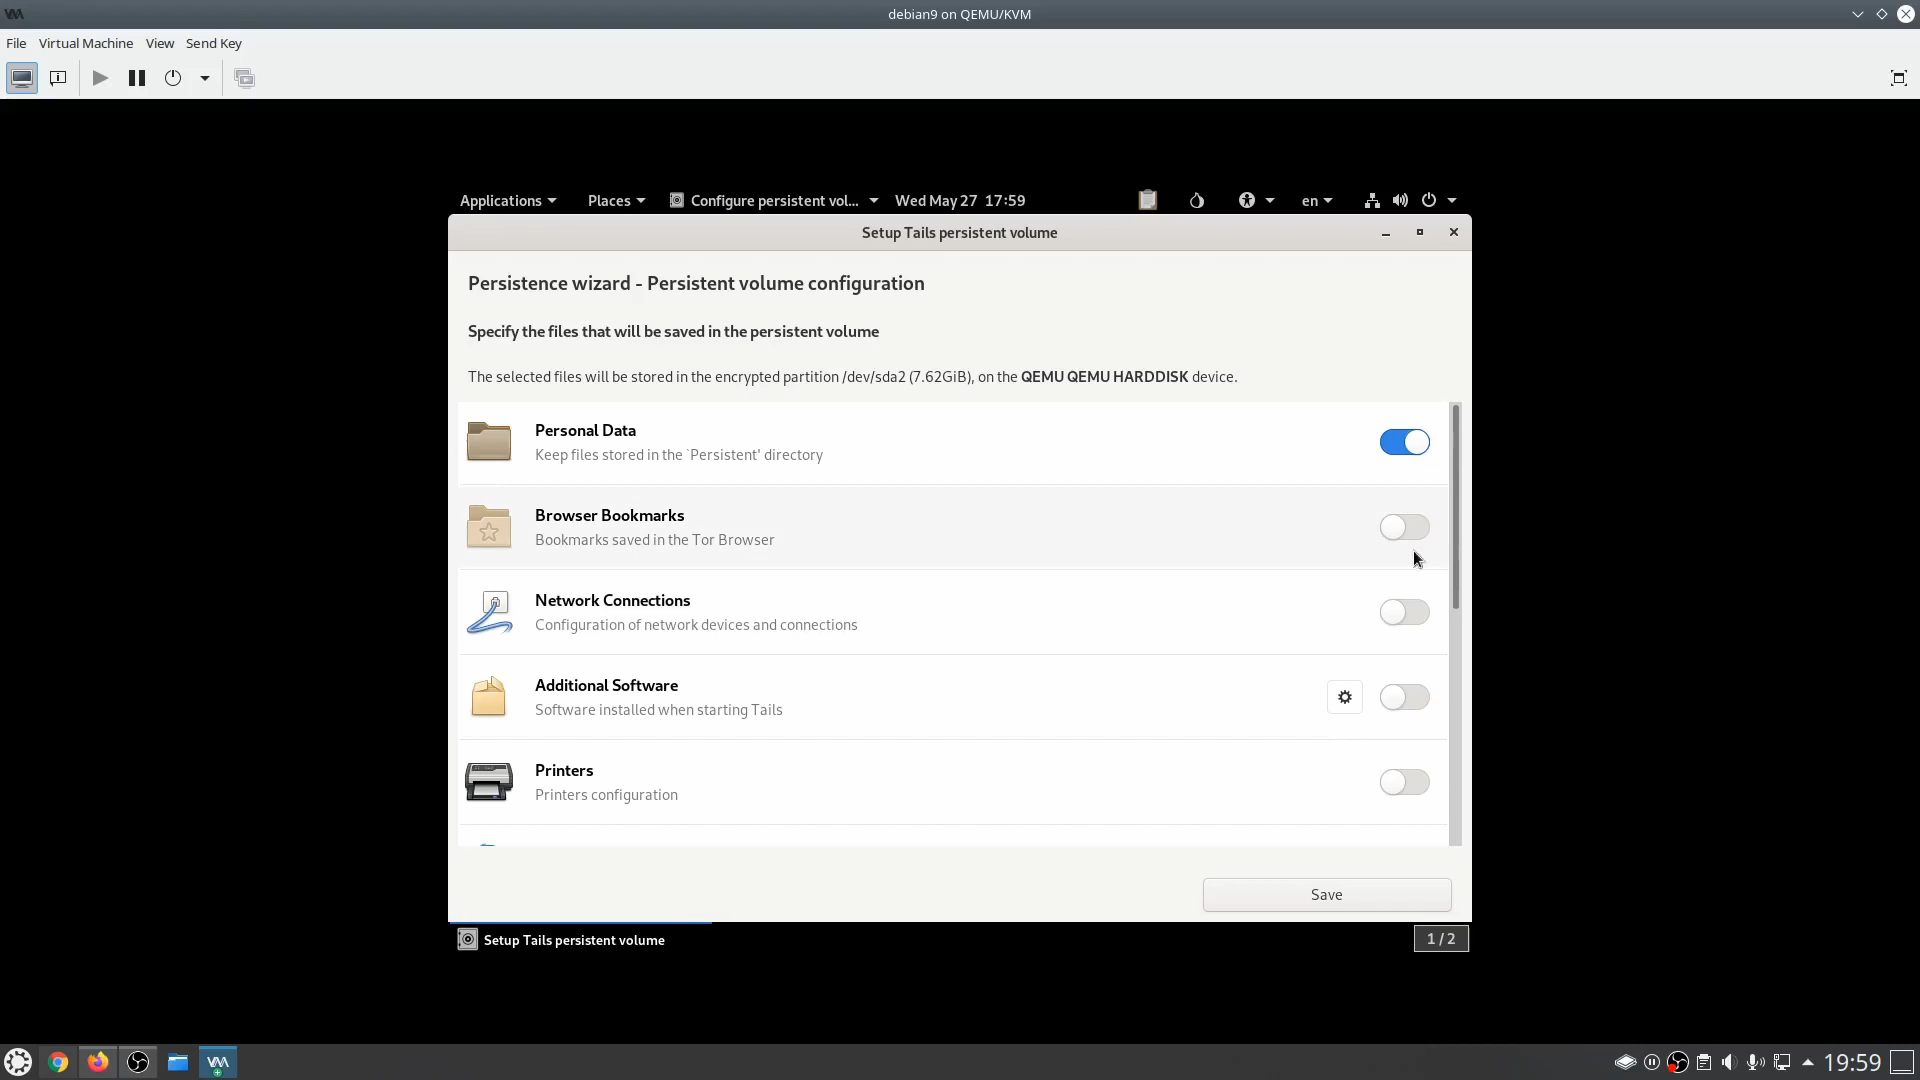 debian9 on QEMU/KVM
File Virtual Machine View Send Key
Applications Places Configure persistent vol... Wed May 27 17:59 en
Setup Tails persistent volume
Persistence wizard - Persistent volume configuration
Specify the files that will be saved in the persistent volume
The selected files will be stored in the encrypted partition /dev/sda2 (7.62GiB), on the QEMU QEMU HARDDISK device.
Personal Data
Keep files stored in the `Persistent' directory
Browser Bookmarks
Bookmarks saved in the Tor Browser
Network Connections
Configuration of network devices and connections
Additional Software
Software installed when starting Tails
Printers
Printers configuration
Save
Setup Tails persistent volume 1 / 2
19:59